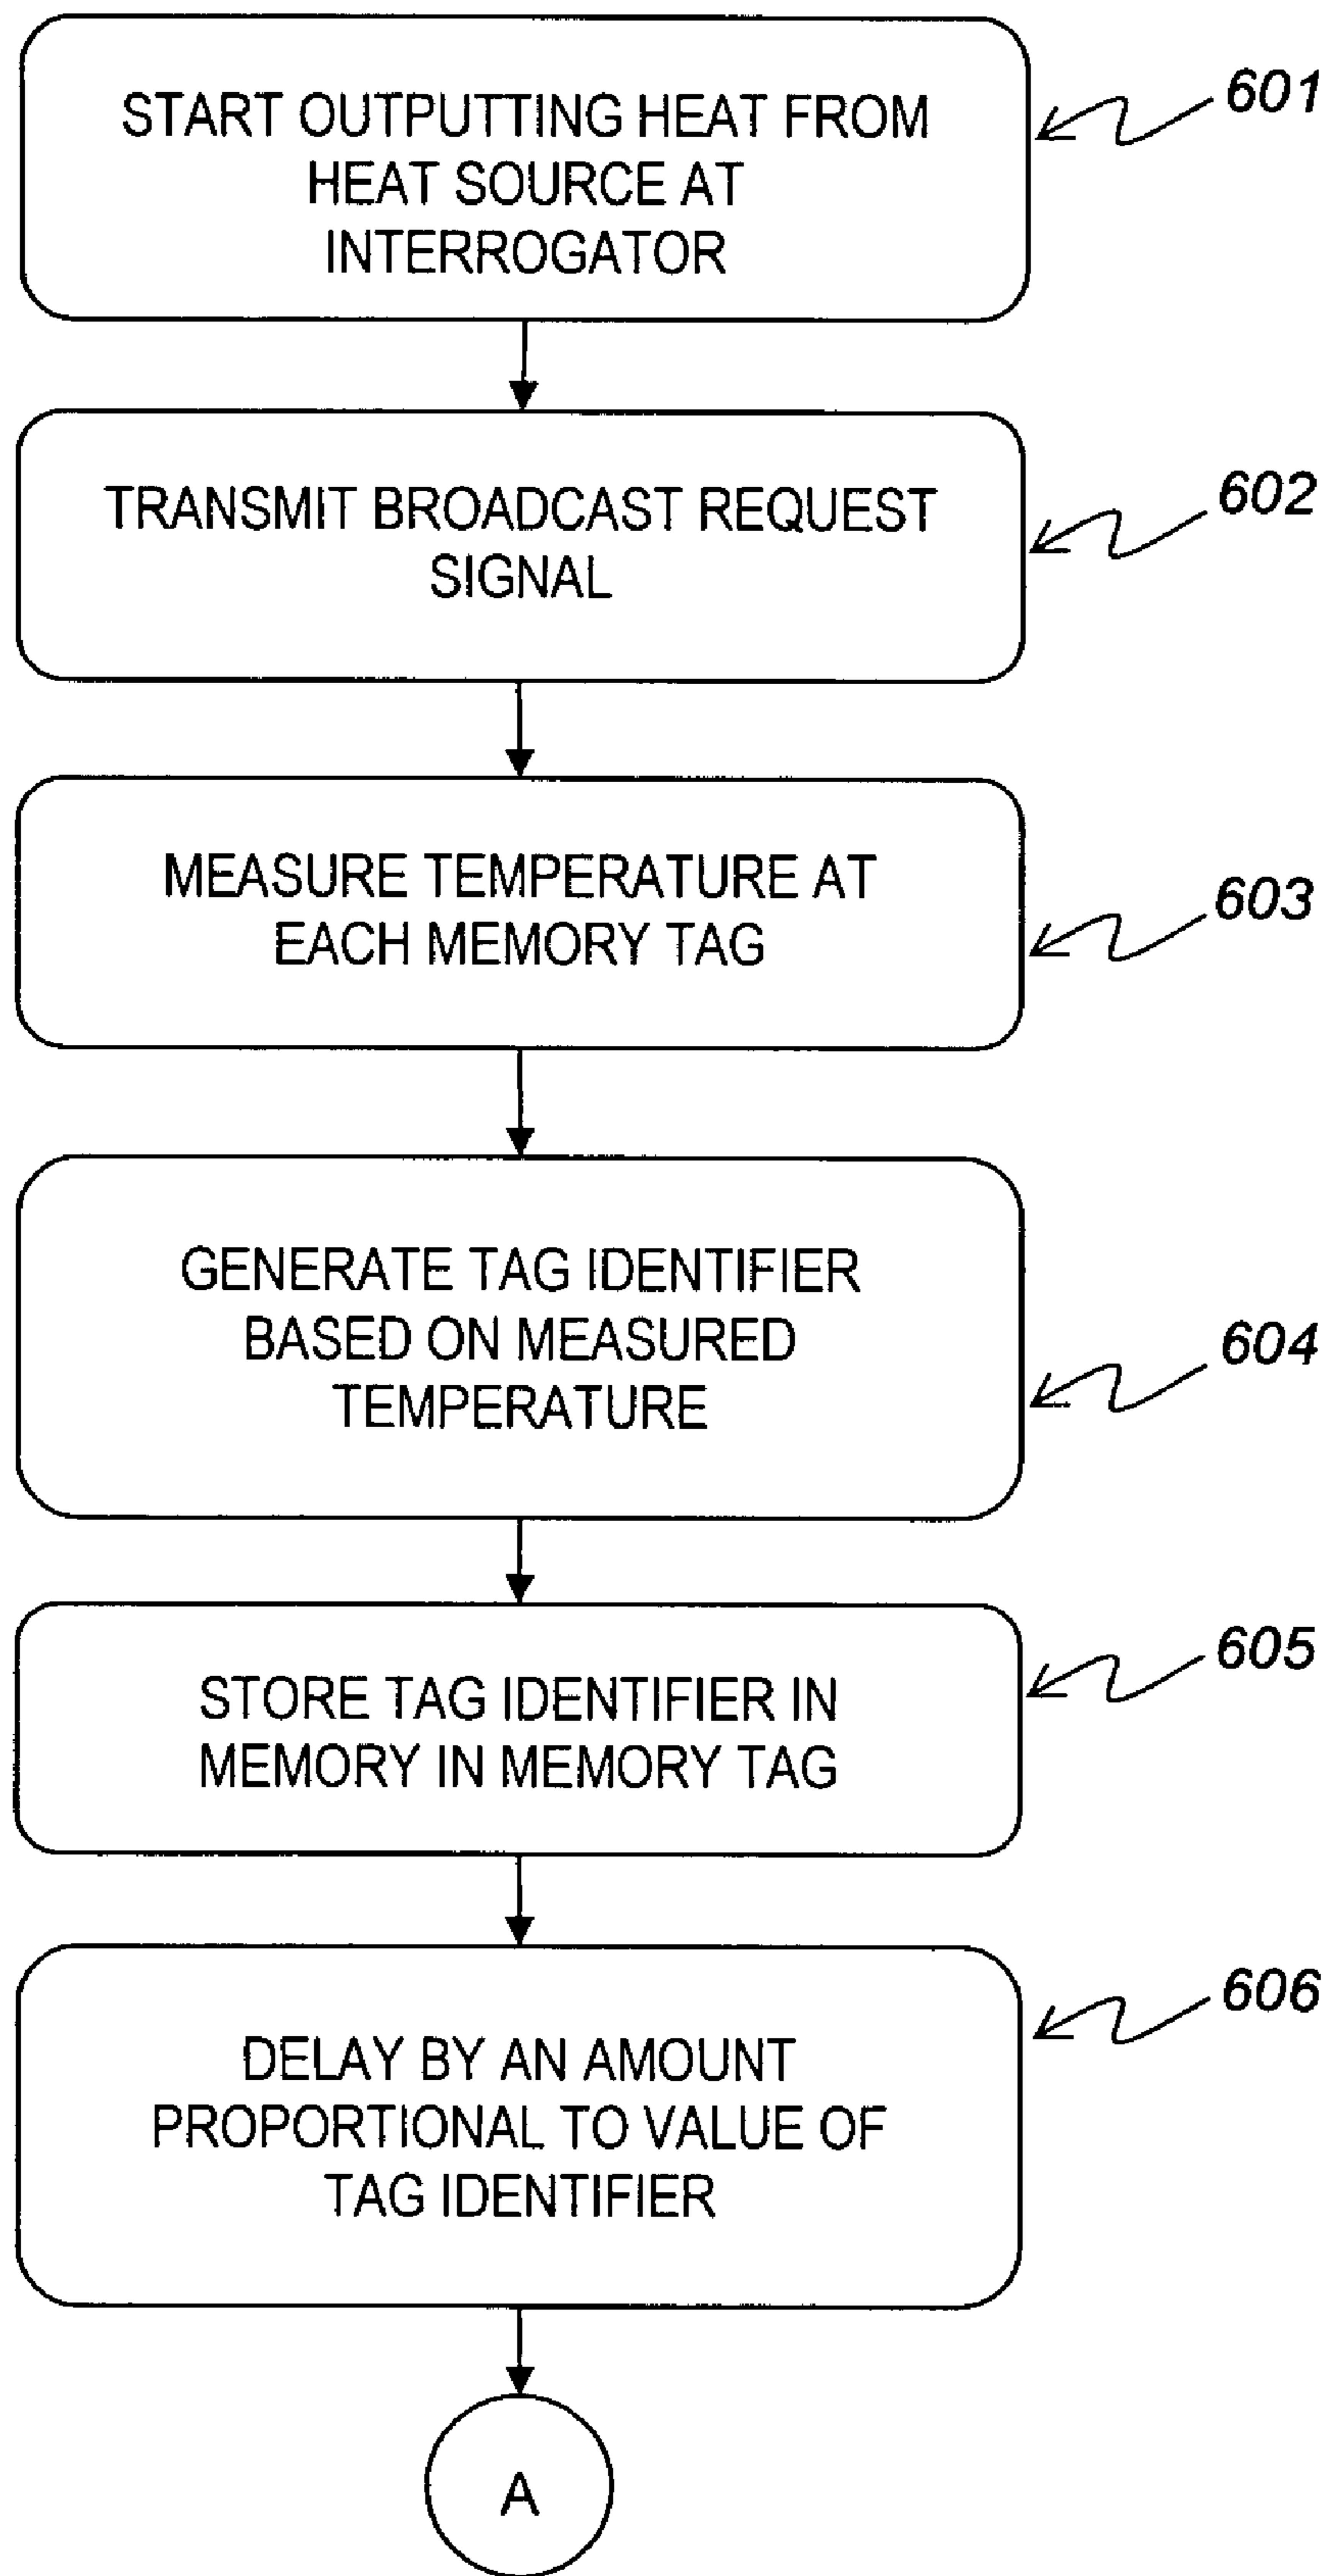 START OUTPUTTING HEAT FROM
HEAT SOURCE AT
INTERROGATOR
601
TRANSMIT BROADCAST REQUEST
SIGNAL
602
MEASURE TEMPERATURE AT
EACH MEMORY TAG
603
GENERATE TAG IDENTIFIER
BASED ON MEASURED
TEMPERATURE
604
STORE TAG IDENTIFIER IN
MEMORY IN MEMORY TAG
605
DELAY BY AN AMOUNT
PROPORTIONAL TO VALUE OF
TAG IDENTIFIER
606
A